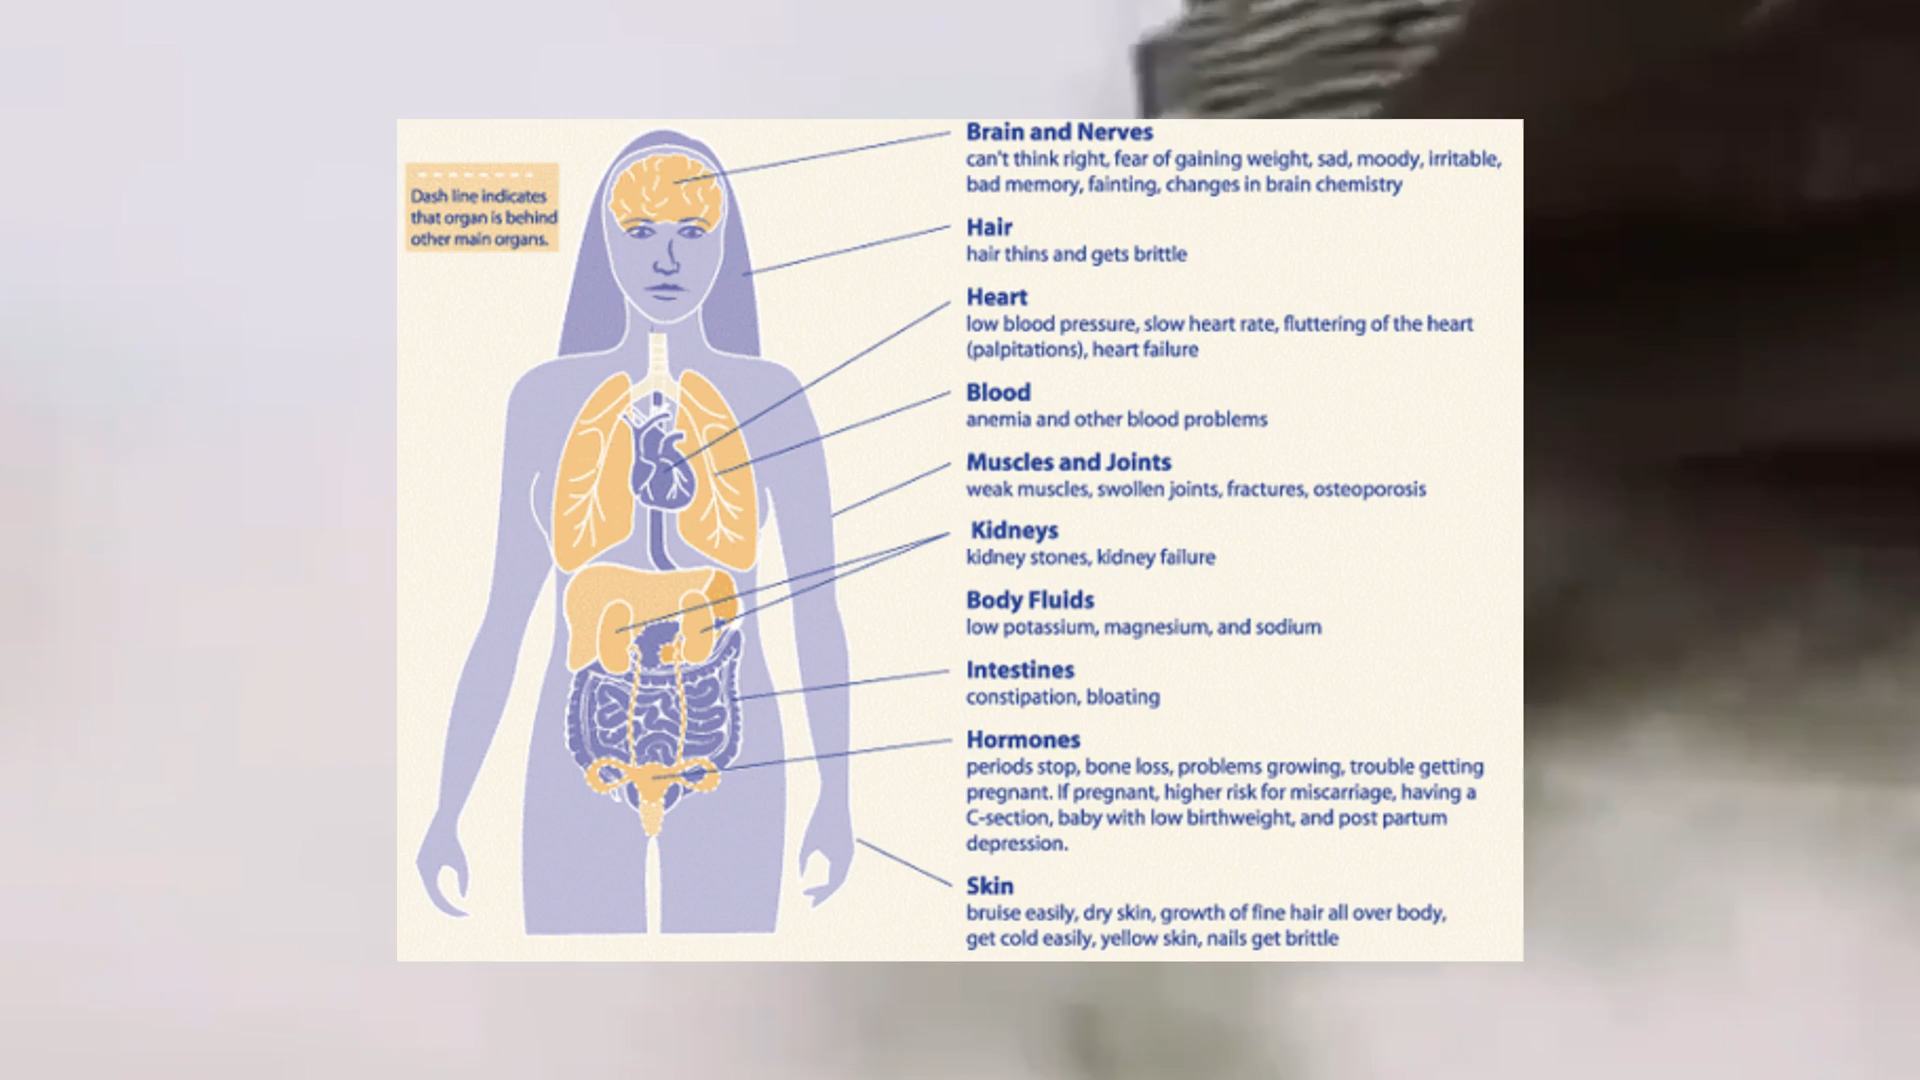 Dash line indicates
that organ is behind
other main organs.
Brain and Nerves
can't think right, fear of gaining weight, sad, moody, irritable,
bad memory, fainting, changes in brain chemistry
Hair
hair thins and gets brittle
Heart
low blood pressure, slow heart rate, fluttering of the heart
(palpitations), heart failure
Blood
anemia and other blood problems
Muscles and Joints
weak muscles, swollen joints, fractures, osteoporosis
Kidneys
kidney stones, kidney failure
Body Fluids
low potassium, magnesium, and sodium
Intestines
constipation, bloating
Hormones
periods stop, bone loss, problems growing, trouble getting
pregnant. If pregnant, higher risk for miscarriage, having a
C-section, baby with low birthweight, and post partum
depression.
Skin
bruise easily, dry skin, growth of fine hair all over body,
get cold easily, yellow skin, nails get brittle